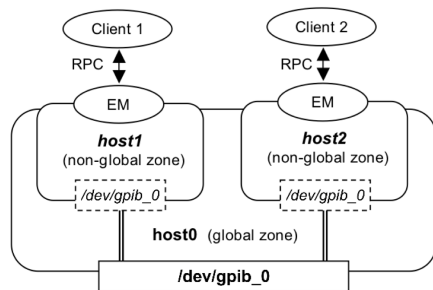 Client 1
Client 2
RPC
RPC
EM
EM
host1
host2
(non-global zone)
(non-global zone)
/dev/gpib_0
/dev/gpib_0
host0 (global zone)
/dev/gpib_0